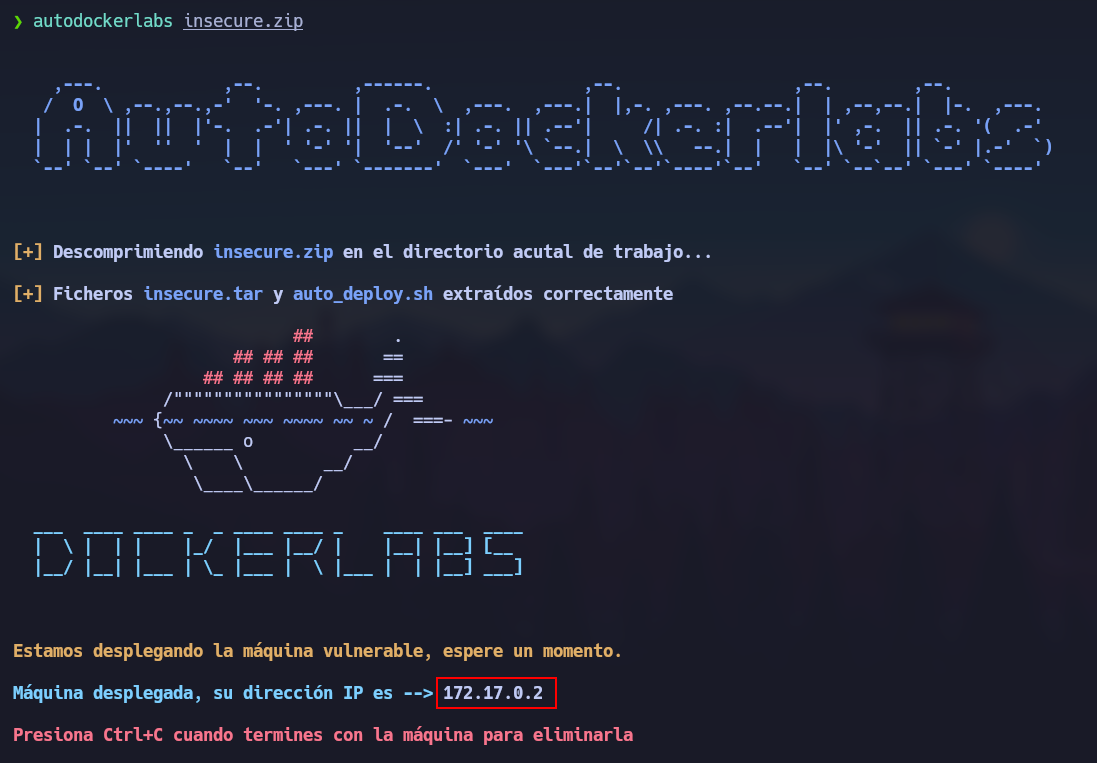 ❯ autodockerlabs insecure.zip
AutoDockerlabs
[+] Descomprimiendo insecure.zip en el directorio acutal de trabajo...
[+] Ficheros insecure.tar y auto_deploy.sh extraídos correctamente
DOCKERLABS
Estamos desplegando la máquina vulnerable, espere un momento.
Máquina desplegada, su dirección IP es --> 172.17.0.2
Presiona Ctrl+C cuando termines con la máquina para eliminarla